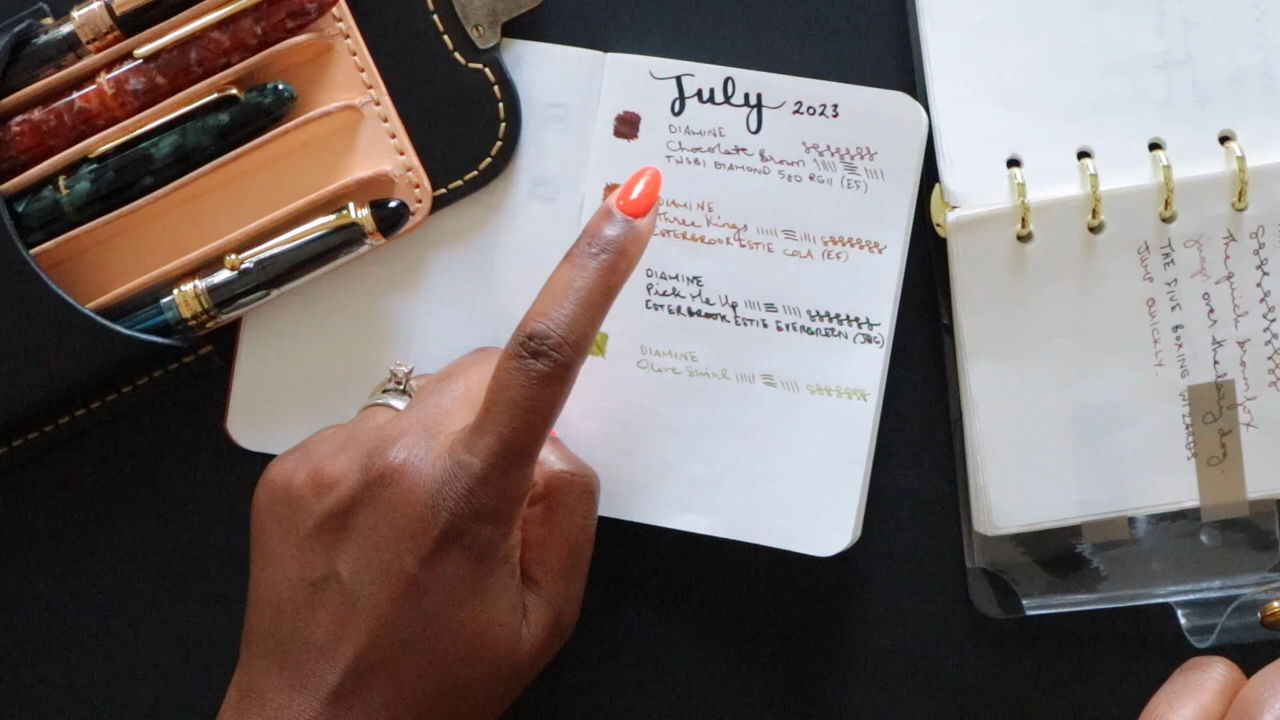 July 2023
DIAMINE
Chocolate Brown
TWSBI DIAMOND 580 RGII (EF)
DIAMINE
Three Kings
ESTERBROOK ESTIE COLA (EF)
DIAMINE
Pick Me Up
ESTERBROOK ESTIE EVERGREEN (JBG)
DIAMINE
Olive Swirl
The quick brown fox
jumps over the lazy dog.
THE FIVE BOXING WIZARDS
JUMP QUICKLY.